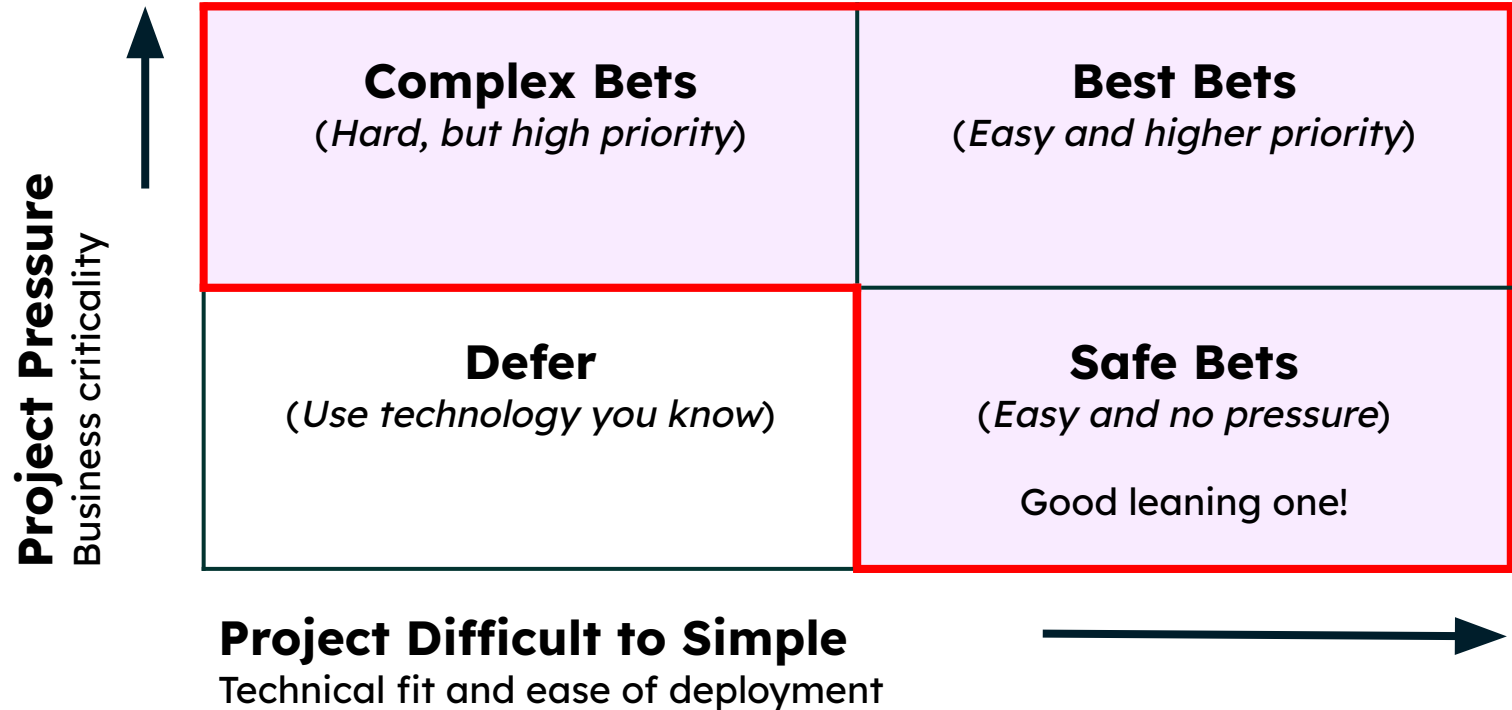 Complex Bets
(Hard, but high priority)
Best Bets
(Easy and higher priority)
Project Pressure
Business criticality
Defer
(Use technology you know)
Safe Bets
(Easy and no pressure)
Good leaning one!
Project Difficult to Simple
Technical fit and ease of deployment